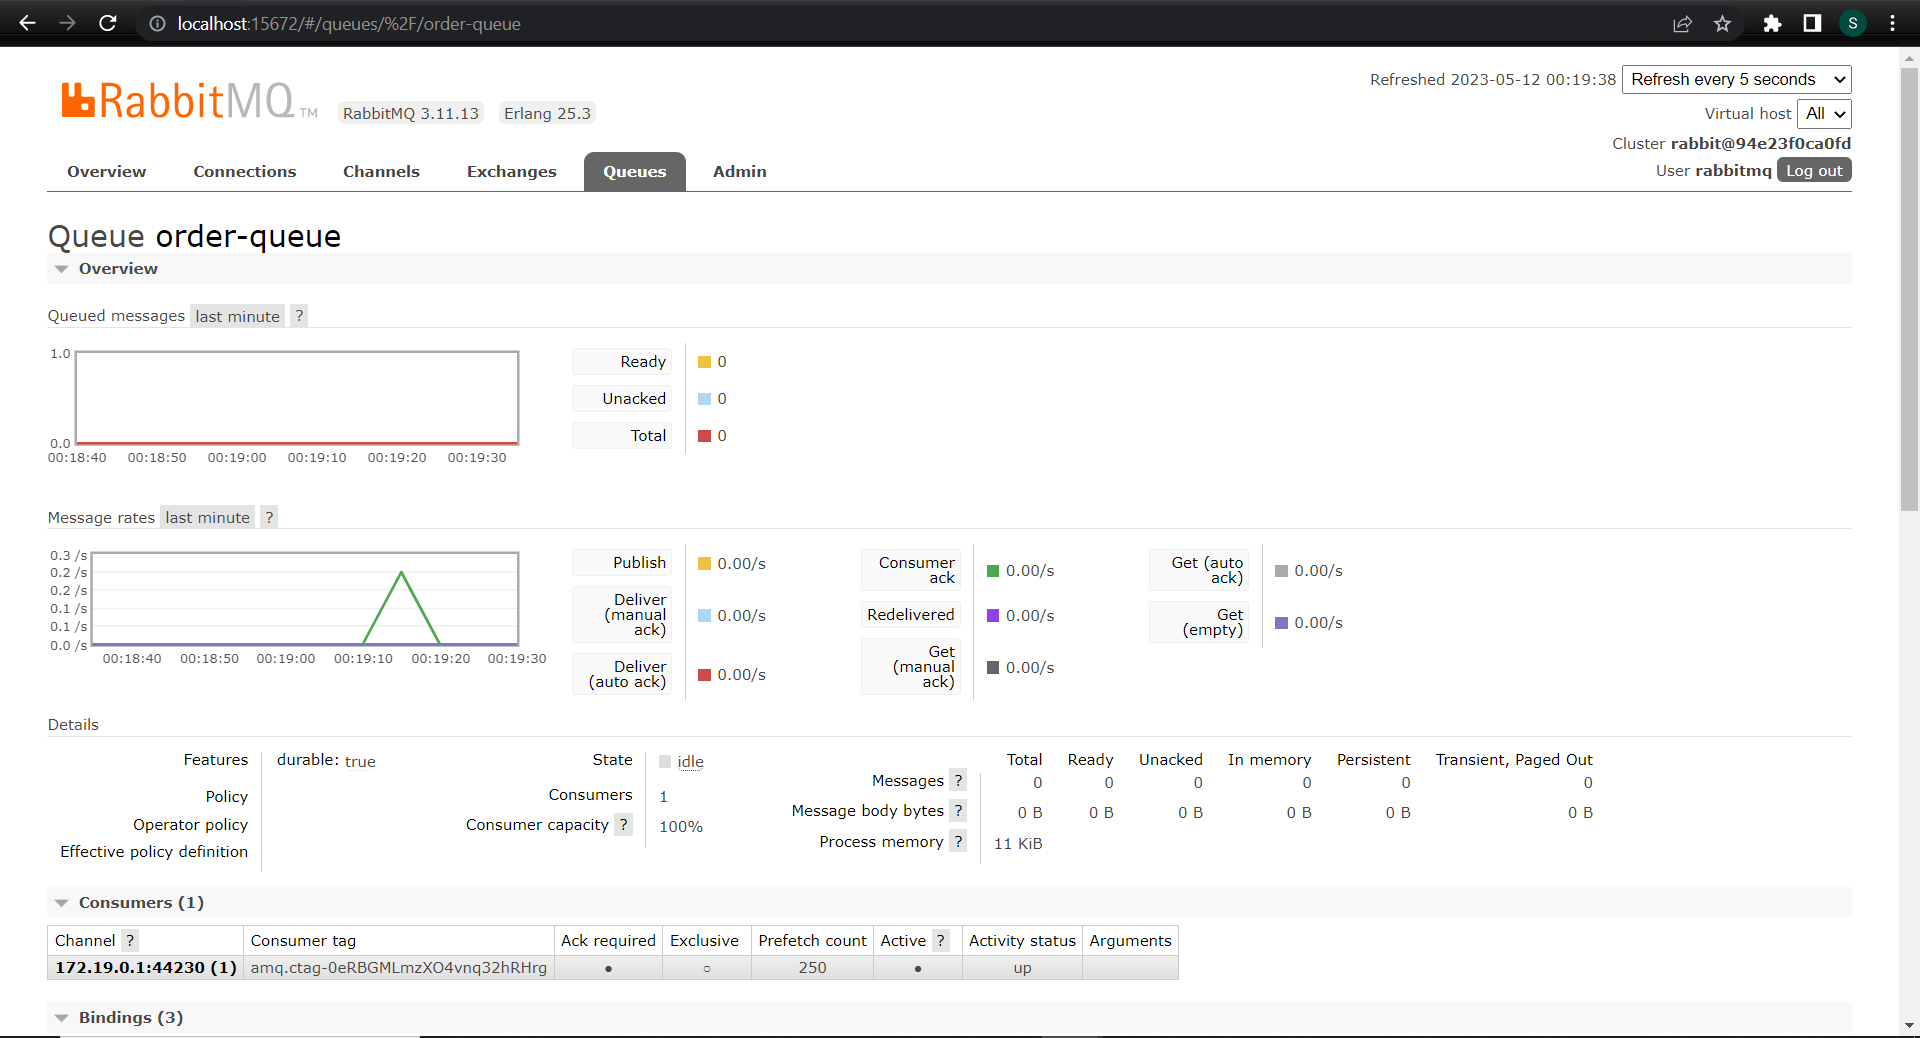 localhost:15672/#/queues/%2F/order-queue
S
Refreshed 2023-05-12 00:19:38 Refresh every 5 seconds
RabbitMQ TM RabbitMQ 3.11.13 Erlang 25.3
Virtual host All
Cluster rabbit@94e23f0ca0fd
User rabbitmq Log out
Overview Connections Channels Exchanges Queues Admin
Queue order-queue
Overview
Queued messages last minute ?
1.0
0.0
00:18:40 00:18:50 00:19:00 00:19:10 00:19:20 00:19:30
Ready 0
Unacked 0
Total 0
Message rates last minute ?
0.3 /s
0.2 /s
0.2 /s
0.1 /s
0.1 /s
0.0 /s
00:18:40 00:18:50 00:19:00 00:19:10 00:19:20 00:19:30
Publish 0.00/s
Deliver
(manual 0.00/s
ack)
Deliver
(auto ack) 0.00/s
Consumer
ack 0.00/s
Redelivered 0.00/s
Get
(manual 0.00/s
ack)
Get (auto
ack) 0.00/s
Get
(empty) 0.00/s
Details
Features durable: true
Policy
Operator policy
Effective policy definition
State idle
Consumers 1
Consumer capacity ? 100%
Total Ready Unacked In memory Persistent Transient, Paged Out
Messages ? 0 0 0 0 0 0
Message body bytes ? 0 B 0 B 0 B 0 B 0 B 0 B
Process memory ? 11 KiB
Consumers (1)
Channel ? Consumer tag Ack required Exclusive Prefetch count Active ? Activity status Arguments
172.19.0.1:44230 (1) amq.ctag-0eRBGMLmzXO4vnq32hRHrg ● ○ 250 ● up
Bindings (3)